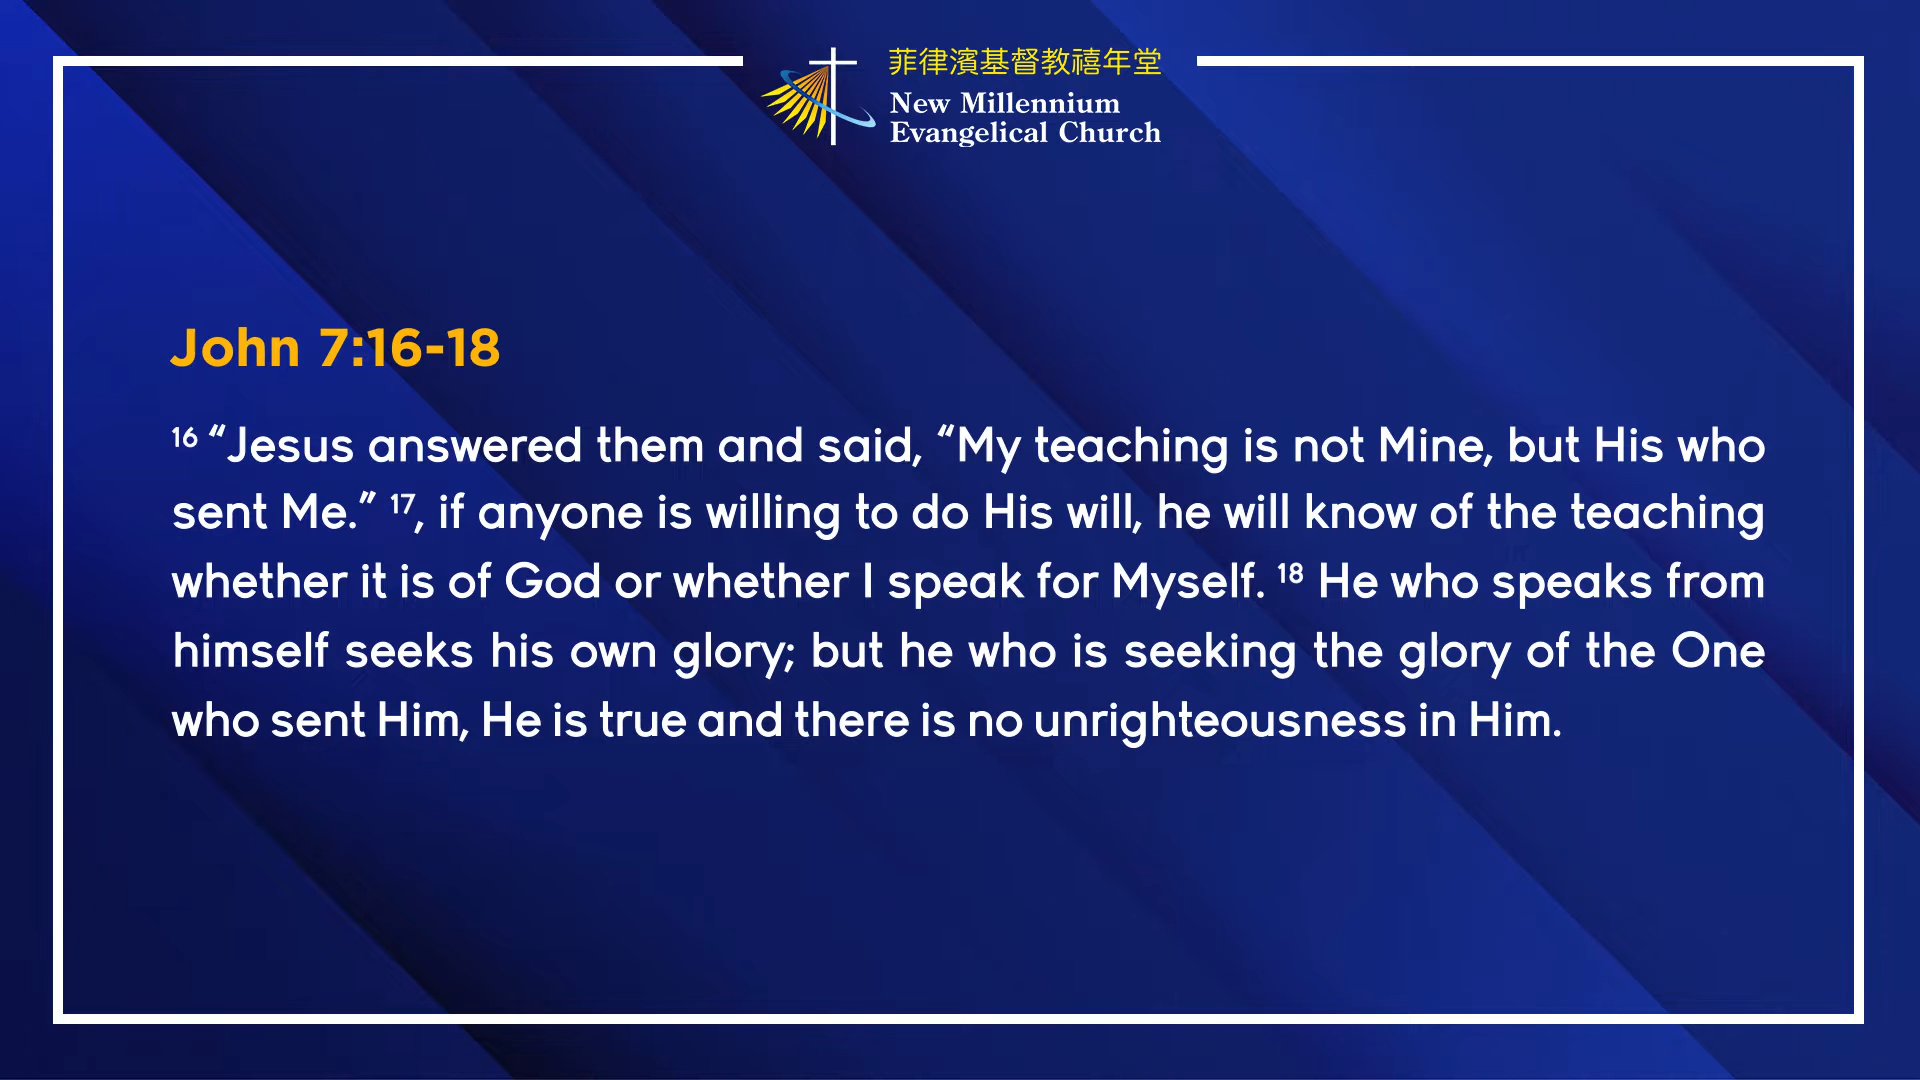 菲律濱基督教禧年堂
New Millennium
Evangelical Church
John 7:16-18
16 “Jesus answered them and said, “My teaching is not Mine, but His who
sent Me.” 17, if anyone is willing to do His will, he will know of the teaching
whether it is of God or whether I speak for Myself. 18 He who speaks from
himself seeks his own glory; but he who is seeking the glory of the One
who sent Him, He is true and there is no unrighteousness in Him.